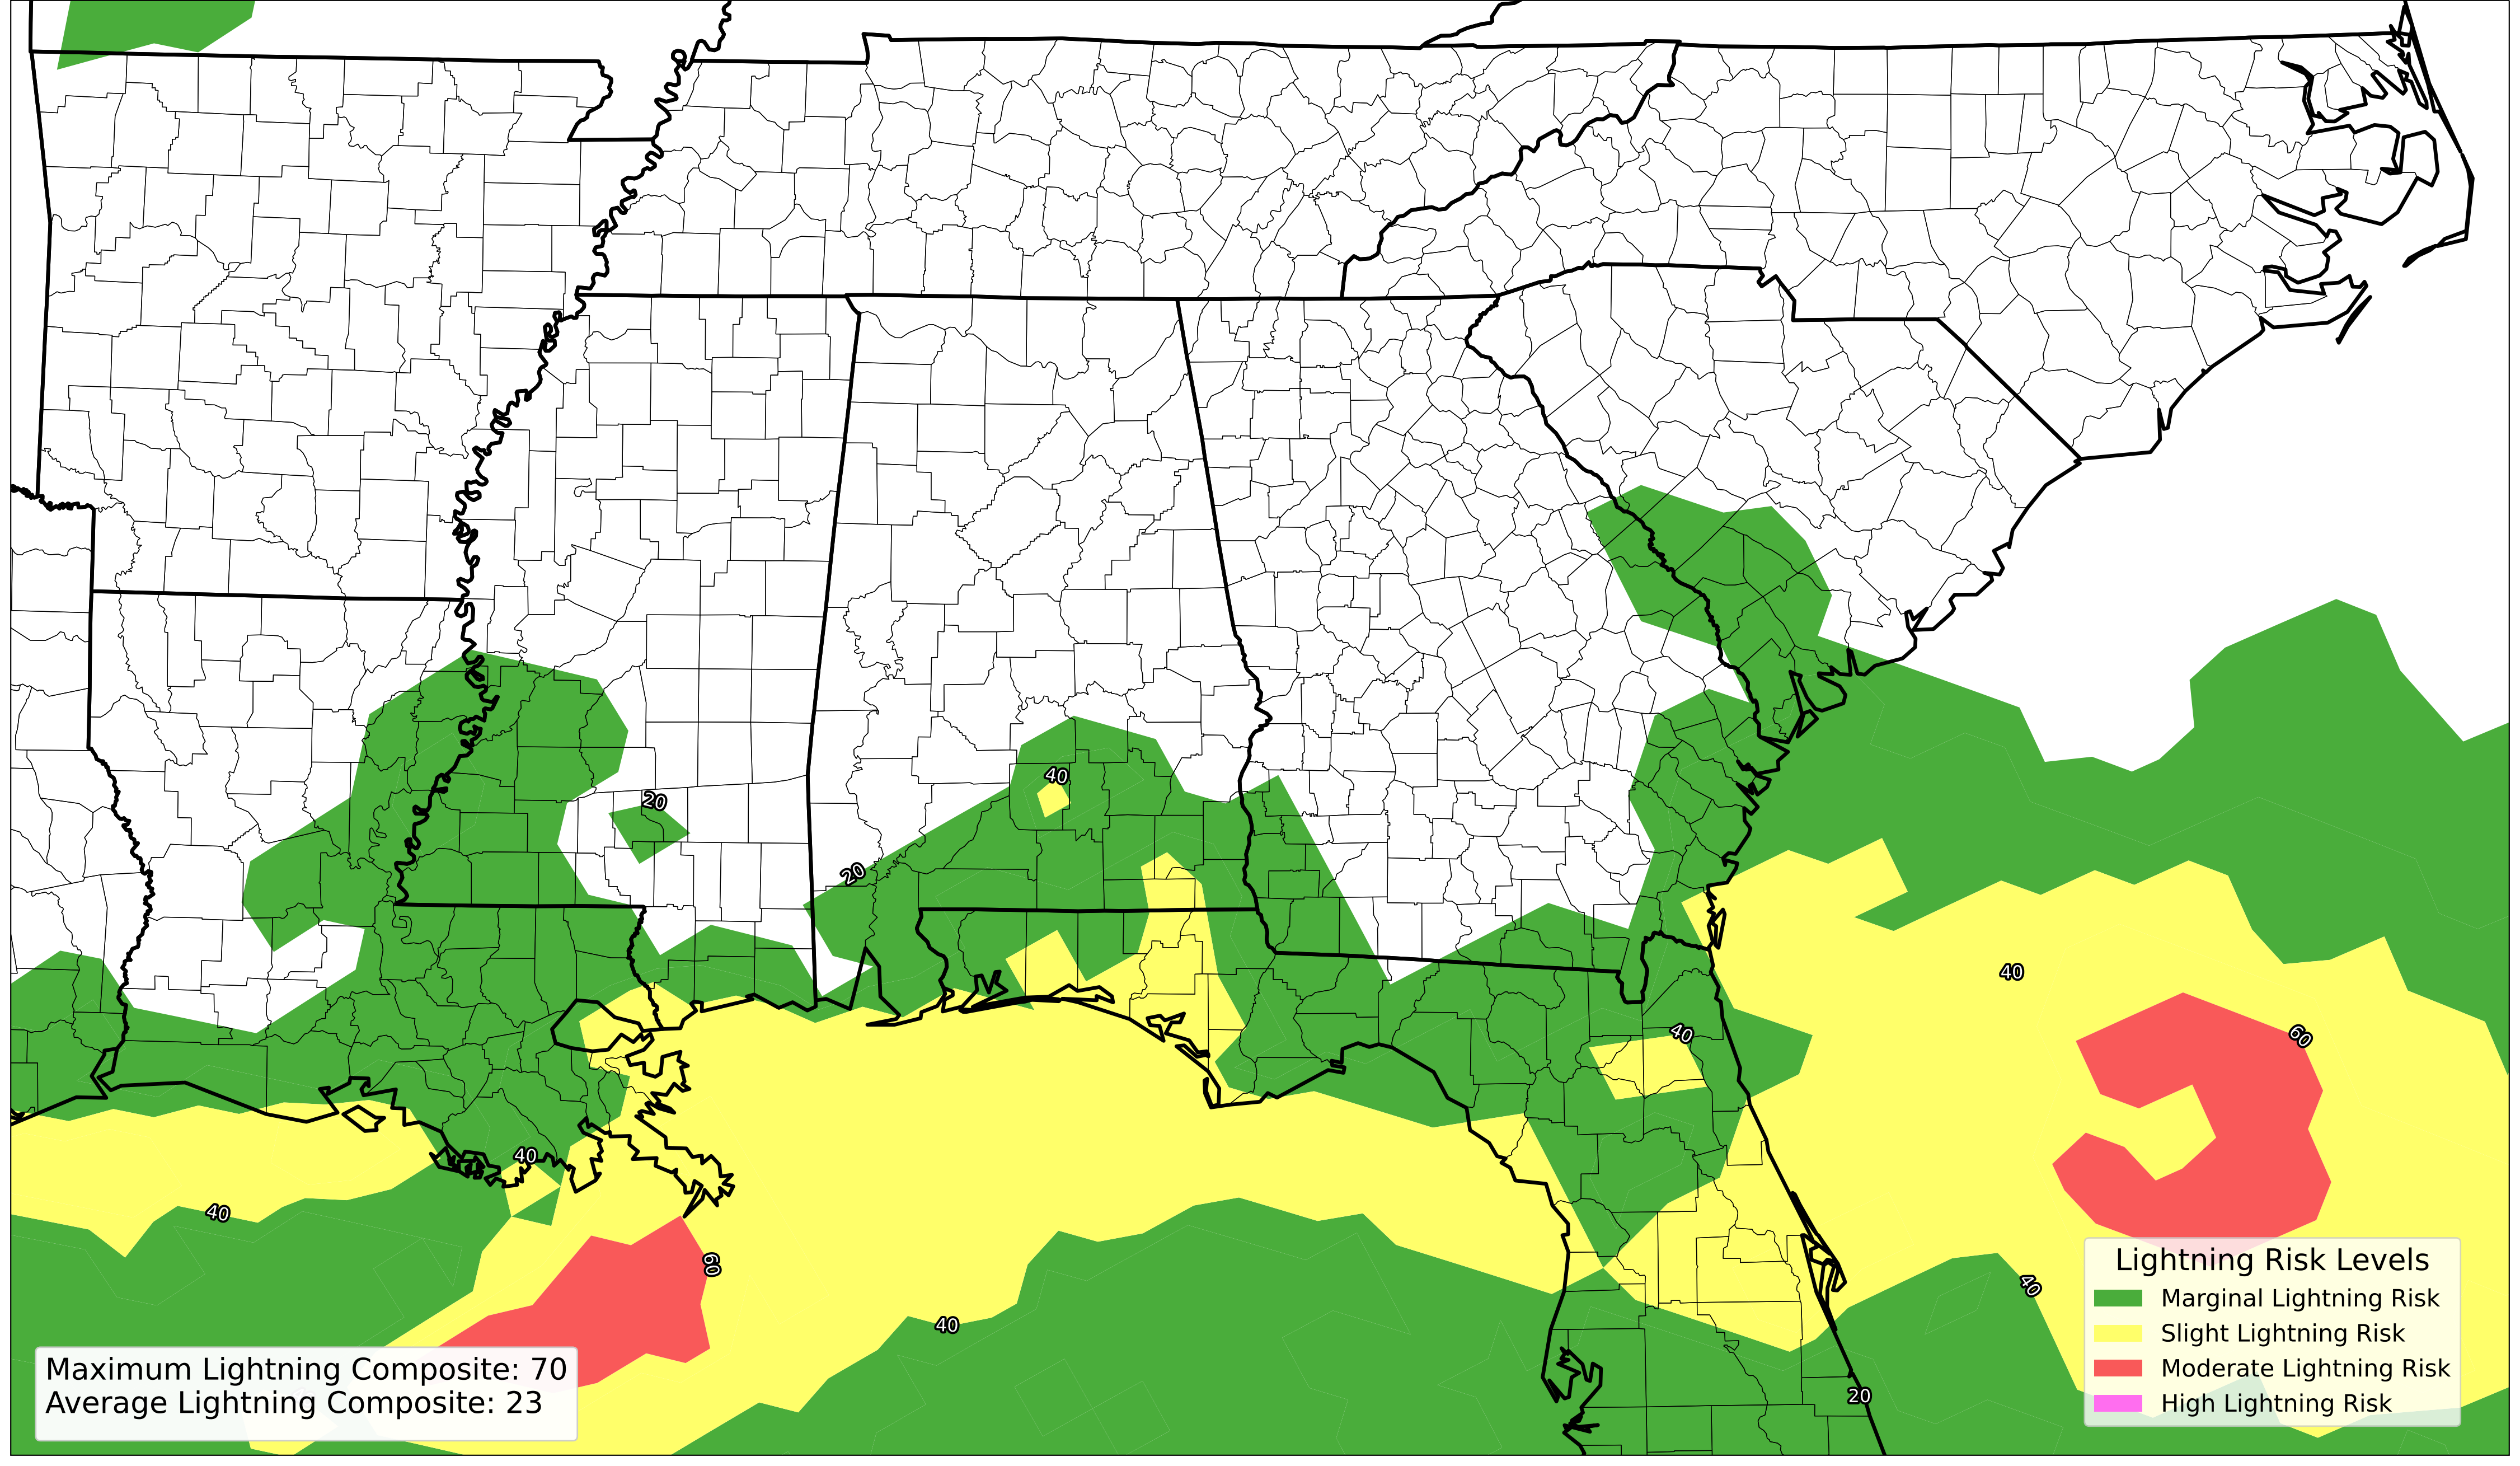 40
20
20
40
60
40
40
40
60
40
40
20
Lightning Risk Levels
Marginal Lightning Risk
Slight Lightning Risk
Moderate Lightning Risk
High Lightning Risk
Maximum Lightning Composite: 70
Average Lightning Composite: 23